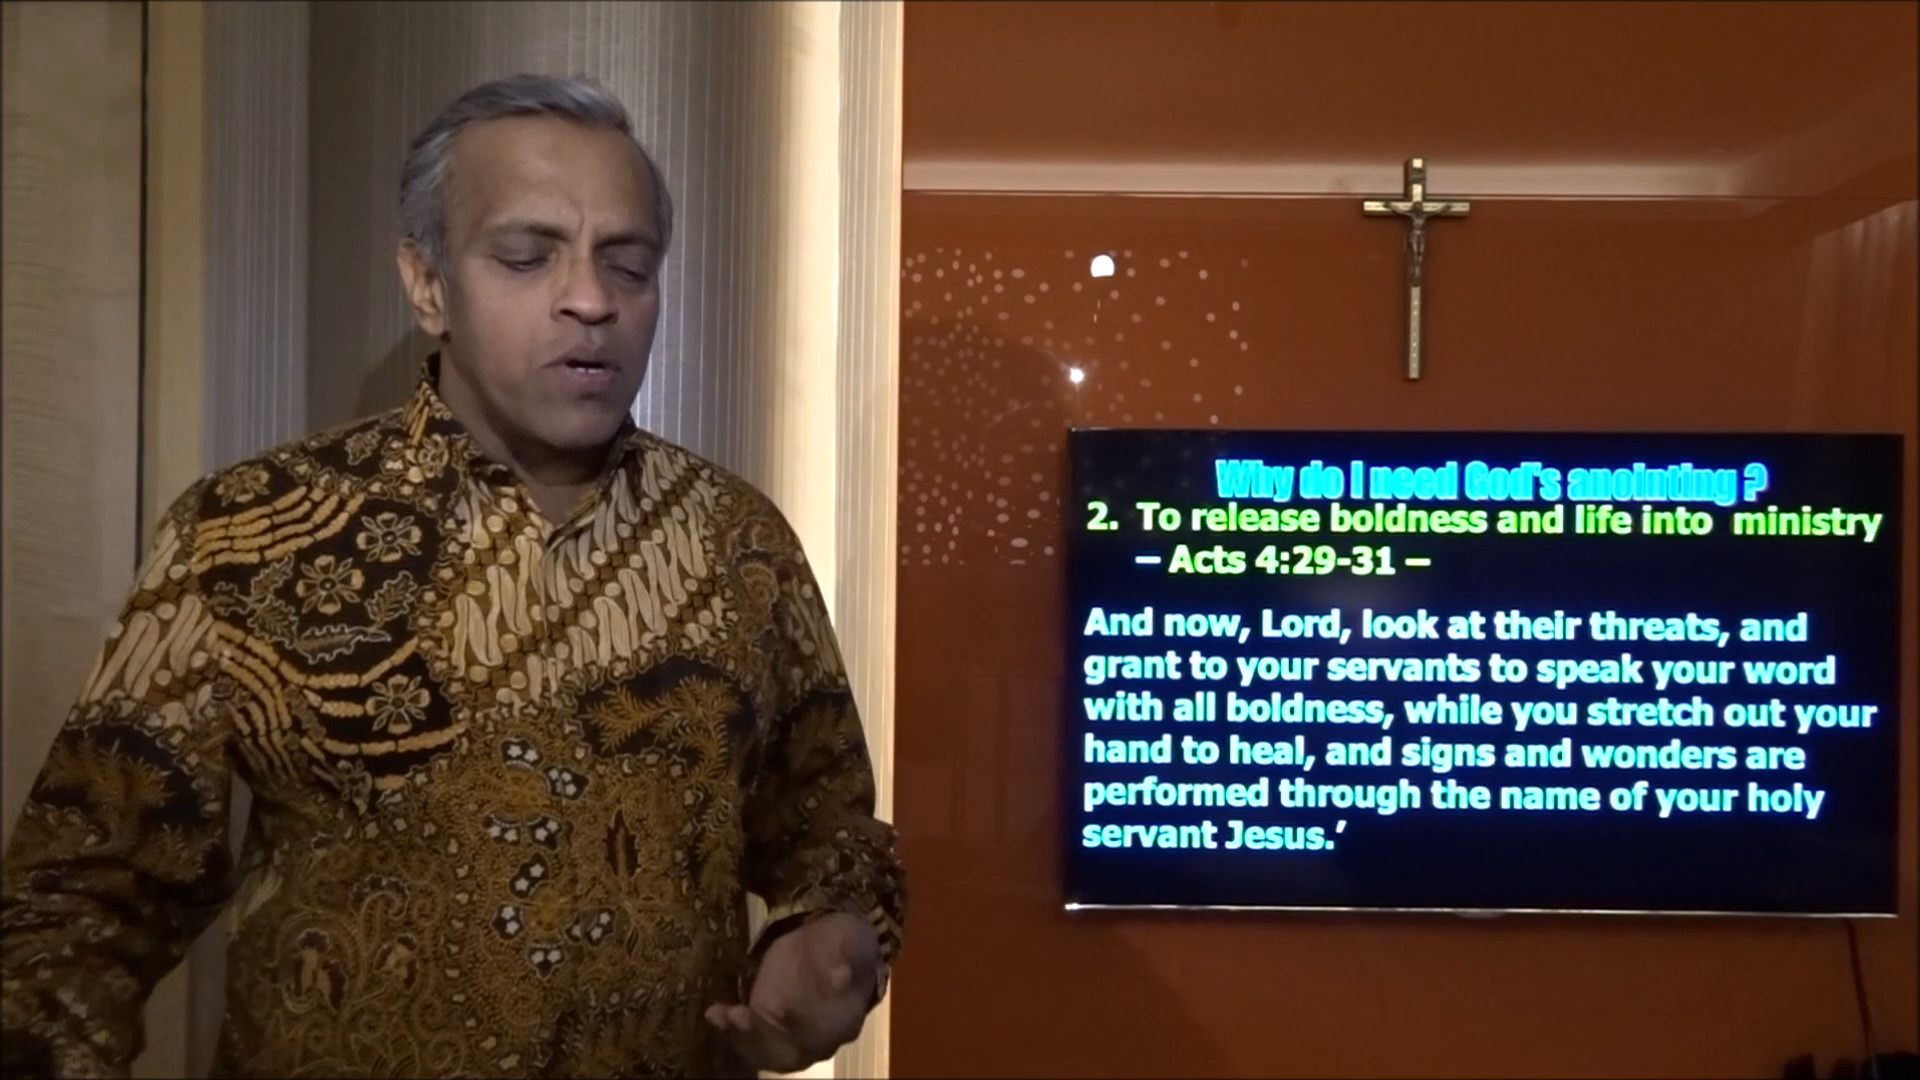 Why do I need God's anointing ?
2. To release boldness and life into ministry
– Acts 4:29-31 –
And now, Lord, look at their threats, and
grant to your servants to speak your word
with all boldness, while you stretch out your
hand to heal, and signs and wonders are
performed through the name of your holy
servant Jesus.’